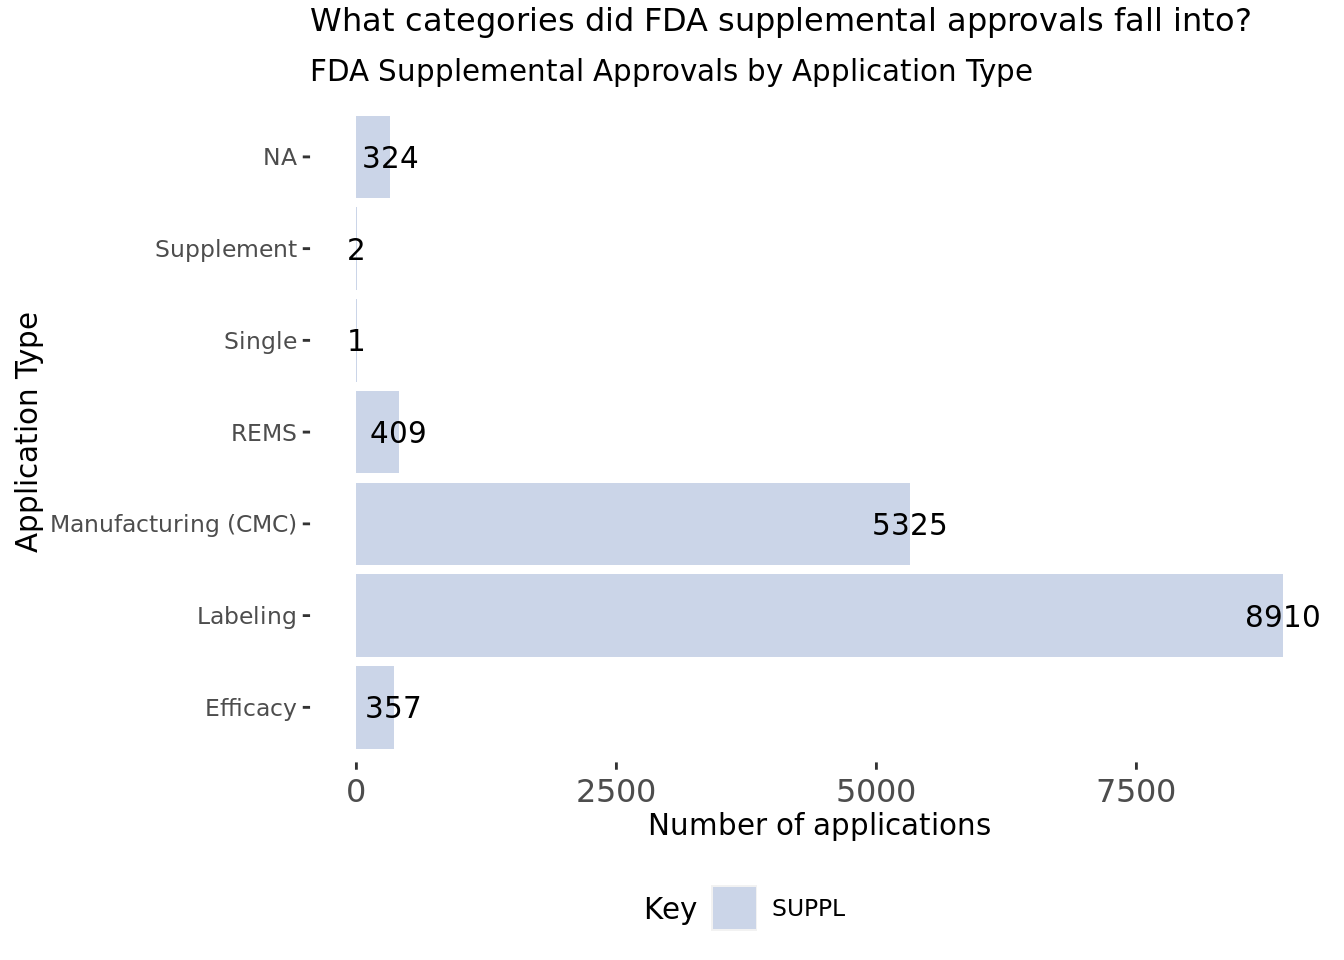 What categories did FDA supplemental approvals fall into?
FDA Supplemental Approvals by Application Type
Application Type
NA
324
Supplement
2
Single
1
REMS
409
Manufacturing (CMC)
5325
Labeling
8910
Efficacy
357
0 2500 5000 7500
Number of applications
Key SUPPL